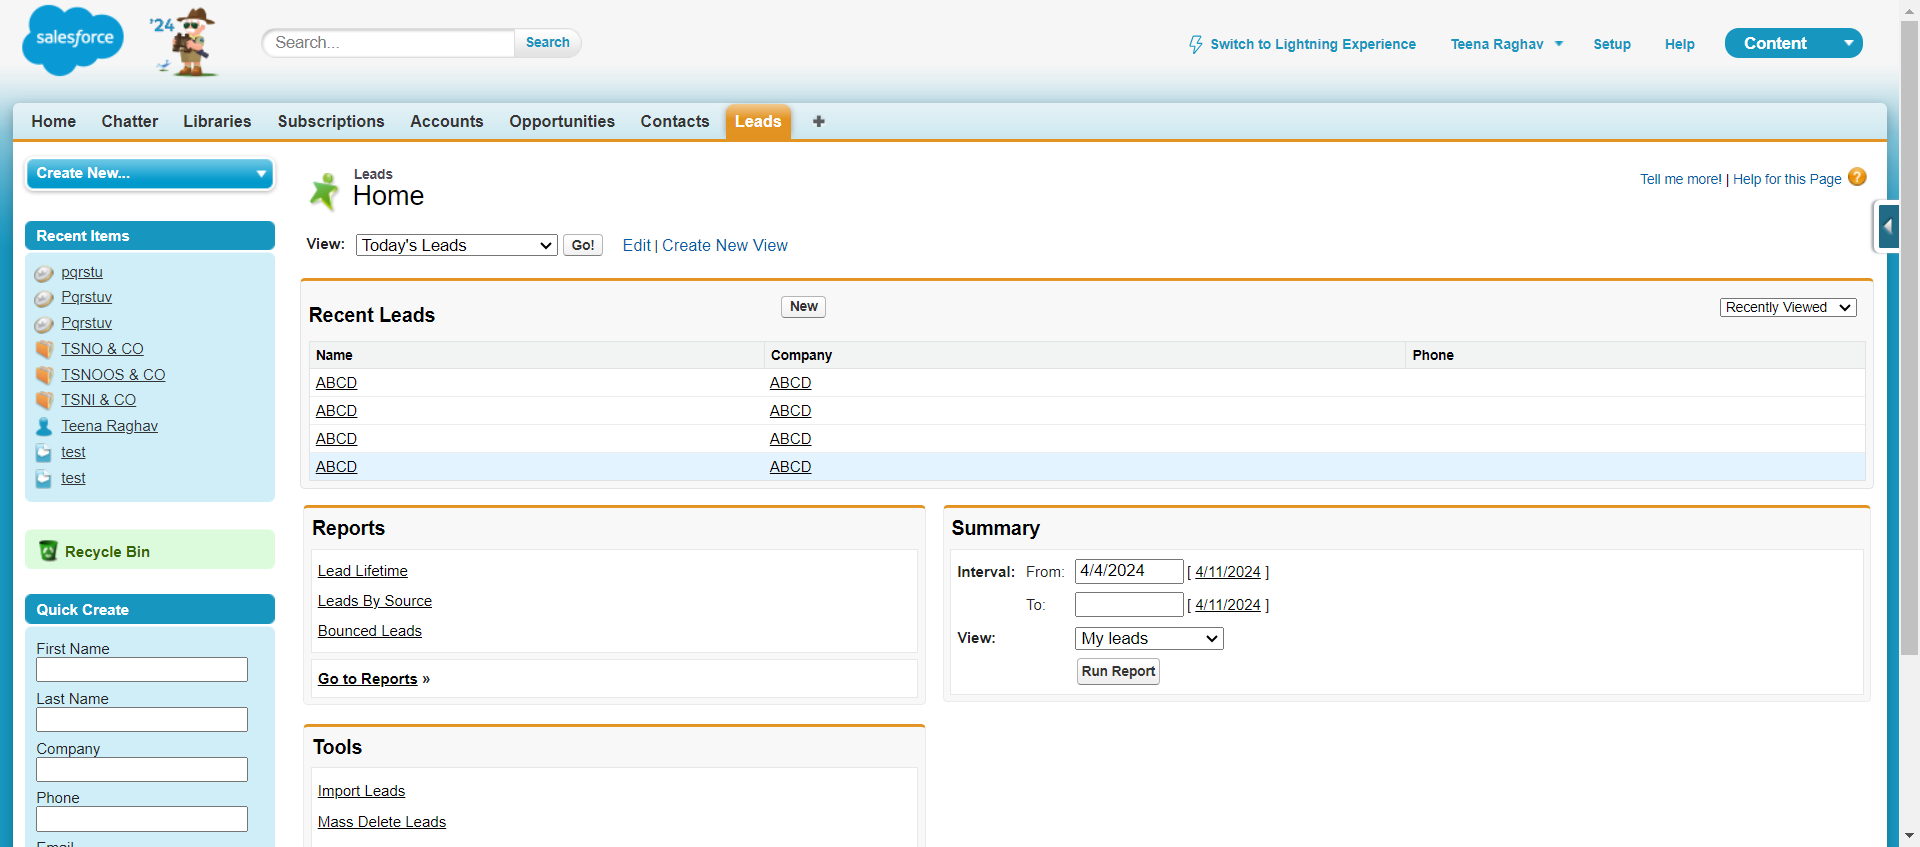 salesforce
'24
Search...
Search
Switch to Lightning Experience
Teena Raghav
Setup
Help
Content
Home
Chatter
Libraries
Subscriptions
Accounts
Opportunities
Contacts
Leads
+
Create New...
Recent Items
pqrstu
Pqrstuv
Pqrstuv
TSNO & CO
TSNOOS & CO
TSNI & CO
Teena Raghav
test
test
Recycle Bin
Quick Create
First Name
Last Name
Company
Phone
Email
Leads
Home
Tell me more! | Help for this Page ?
View: Today's Leads Go! Edit | Create New View
Recent Leads
New
Recently Viewed
Name Company Phone
ABCD ABCD
ABCD ABCD
ABCD ABCD
ABCD ABCD
Reports
Lead Lifetime
Leads By Source
Bounced Leads
Go to Reports »
Summary
Interval: From: 4/4/2024 [ 4/11/2024 ]
To: [ 4/11/2024 ]
View: My leads
Run Report
Tools
Import Leads
Mass Delete Leads